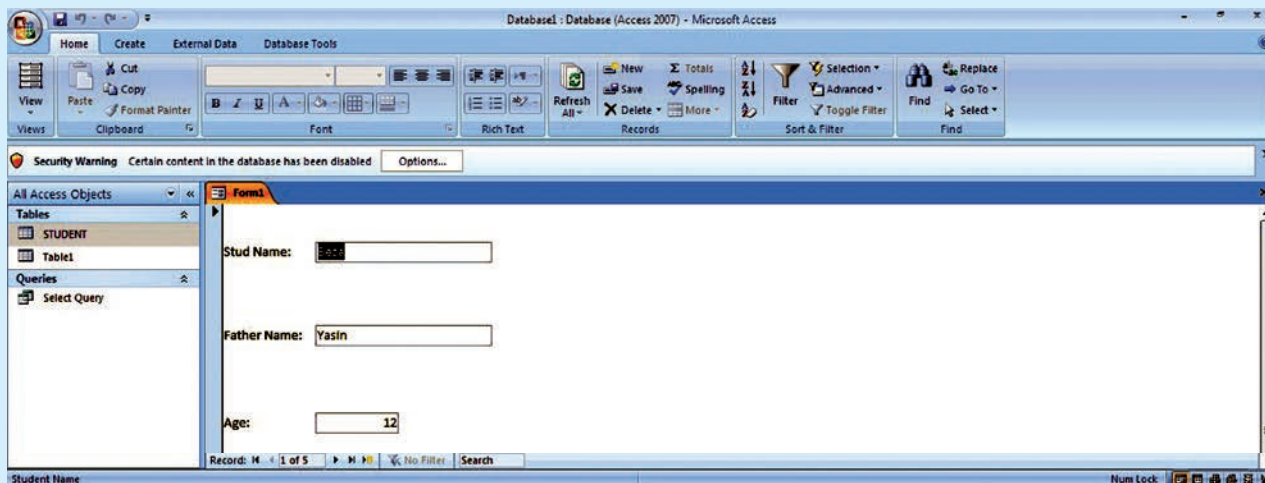 Database1 : Database (Access 2007) - Microsoft Access
Home Create External Data Database Tools
View
Views
Paste
Cut
Copy
Format Painter
Clipboard
B I U A
Font
Rich Text
Refresh All
New
Save
Delete
Σ Totals
Spelling
More
Records
Filter
Selection
Advanced
Toggle Filter
Sort & Filter
Find
Replace
Go To
Select
Find
Security Warning Certain content in the database has been disabled Options...
All Access Objects
Tables
STUDENT
Table1
Queries
Select Query
Form1
Stud Name:
Father Name: Yasin
Age: 12
Record: 1 of 5 No Filter Search
Student Name Num Lock